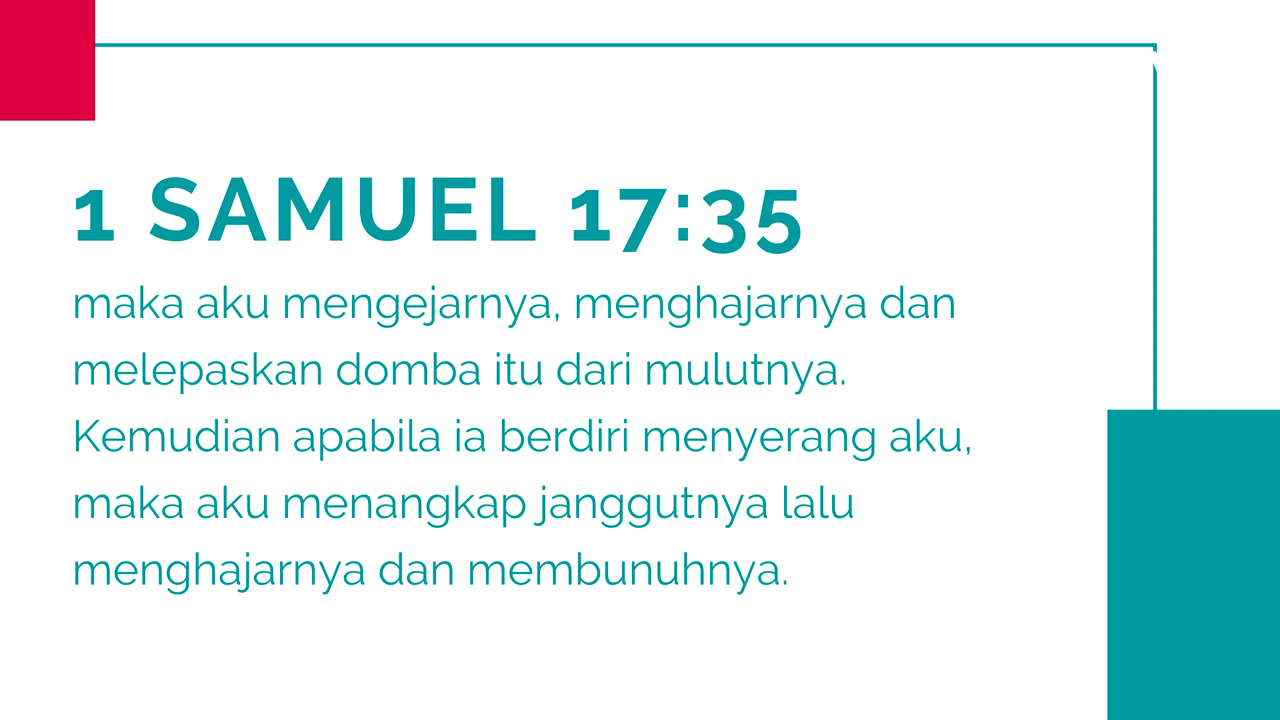 1 SAMUEL 17:35
maka aku mengejarnya, menghajarnya dan
melepaskan domba itu dari mulutnya.
Kemudian apabila ia berdiri menyerang aku,
maka aku menangkap janggutnya lalu
menghajarnya dan membunuhnya.